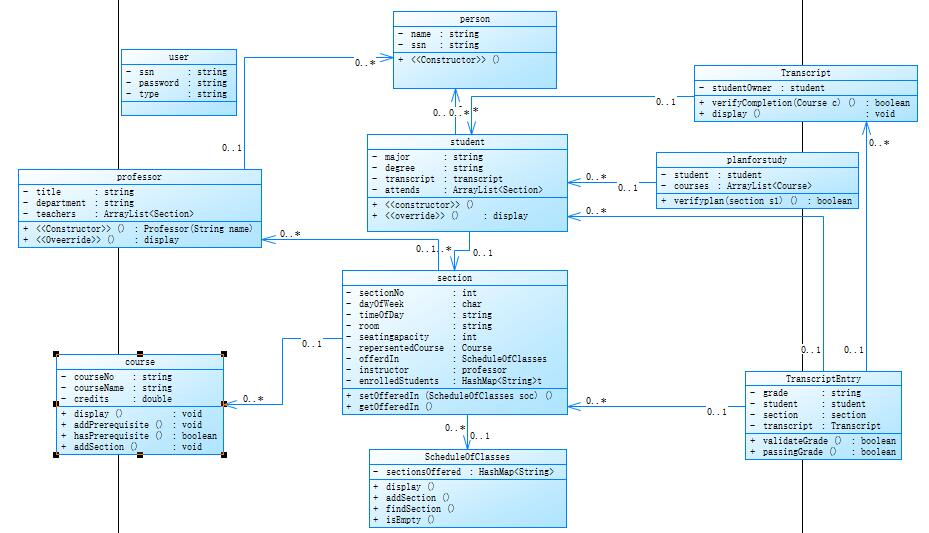 person
- name : string
- ssn : string
+ <<Constructor>> ()
user
- ssn : string
- password : string
- type : string
0..*
0..1
Transcript
- studentOwner : student
+ verifyCompletion(Course c) () : boolean
+ display () : void
0..1
0..0..* *
0..*
student
- major : string
- degree : string
- transcript : transcript
- attends : ArrayList<Section>
+ <<constructor>> ()
+ <<override>> () : display
planforstudy
- student : student
- courses : ArrayList<Course>
+ verifyplan(section s1) () : boolean
0..*
0..1
0..*
professor
- title : string
- department : string
- teachers : ArrayList<Section>
+ <<Constructor>> () : Professor(String name)
+ <<Oveerride>> () : display
0..*
0..1..*
0..1
section
- sectionNo : int
- dayOfWeek : char
- timeOfDay : string
- room : string
- seatingapacity : int
- repersentedCourse : Course
- offerdIn : ScheduleOfClasses
- instructor : professor
- enrolledStudents : HashMap<String>t
+ setOfferedIn (ScheduleOfClasses soc) ()
+ getOfferedIn ()
0..1
0..*
course
- courseNo : string
- courseName : string
- credits : double
+ display () : void
+ addPrerequisite () : void
+ hasPrerequisite () : boolean
+ addSection () : void
0..1
0..1
TranscriptEntry
- grade : string
- student : student
- section : section
- transcript : Transcript
+ validateGrade () : boolean
+ passingGrade () : boolean
0..*
0..1
0..*
0..1
ScheduleOfClasses
- sectionsOffered : HashMap<String>
+ display ()
+ addSection ()
+ findSection ()
+ isEmpty ()